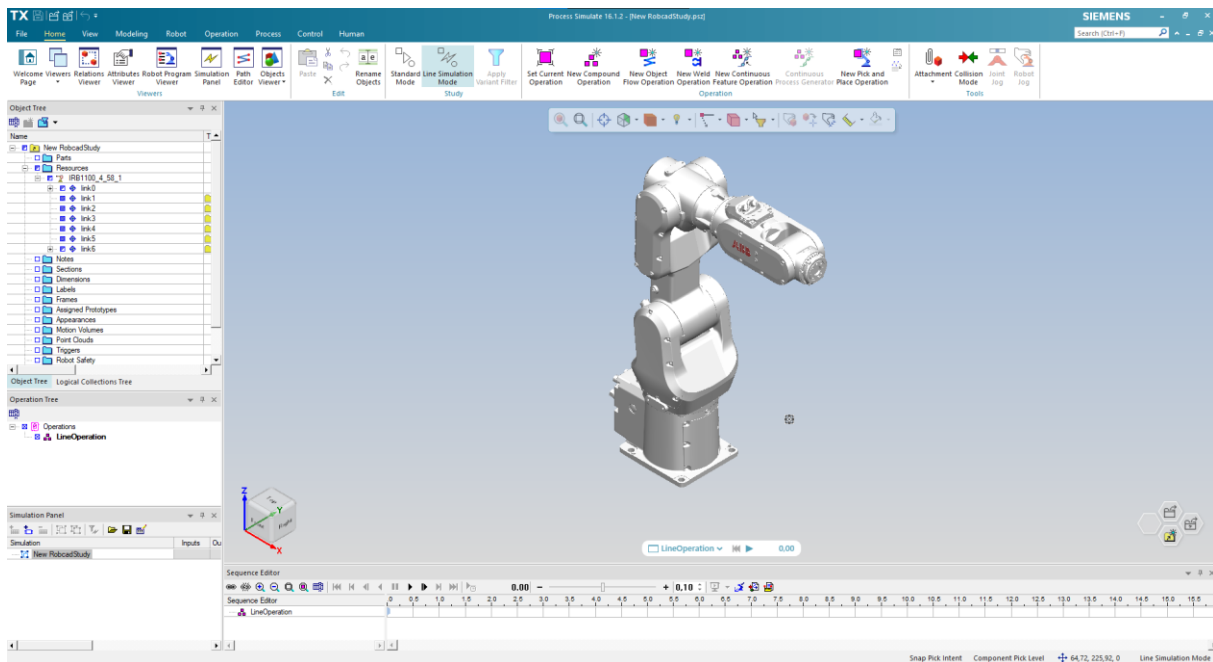 TX Process Simulate 16.1.2 - [New RobcadStudy.psz] SIEMENS
File Home View Modeling Robot Operation Process Control Human Search (Ctrl+F)
Welcome Page Viewers Relations Viewer Attributes Viewer Robot Program Viewer Simulation Panel Path Editor Objects Viewer Paste Rename Objects Standard Mode Line Simulation Mode Apply Variant Filter Set Current Operation New Compound Operation New Object Flow Operation New Weld Operation New Continuous Feature Operation Continuous Process Generator New Pick and Place Operation Attachment Collision Mode Joint Jog Robot Jog
Viewers Edit Study Operation Tools
Object Tree
Name T
New RobcadStudy
Parts
Resources
IRB1100_4_58_1
link0
link1
link2
link3
link4
link5
link6
Notes
Sections
Dimensions
Labels
Frames
Assigned Prototypes
Appearances
Motion Volumes
Point Clouds
Triggers
Robot Safety
Object Tree Logical Collections Tree
Operation Tree
Operations
LineOperation
Simulation Panel
Simulation Inputs Ou
New RobcadStudy
ABB
Z
Y
X
Right
LineOperation 0,00
Sequence Editor
0.00 0,10
Sequence Editor 0 0.5 1.0 1.5 2.0 2.5 3.0 3.5 4.0 4.5 5.0 5.5 6.0 6.5 7.0 7.5 8.0 8.5 9.0 9.5 10.0 10.5 11.0 11.5 12.0 12.5 13.0 13.5 14.0 14.5 15.0 15.5
LineOperation
Snap Pick Intent Component Pick Level 64,72, 225,92, 0 Line Simulation Mode